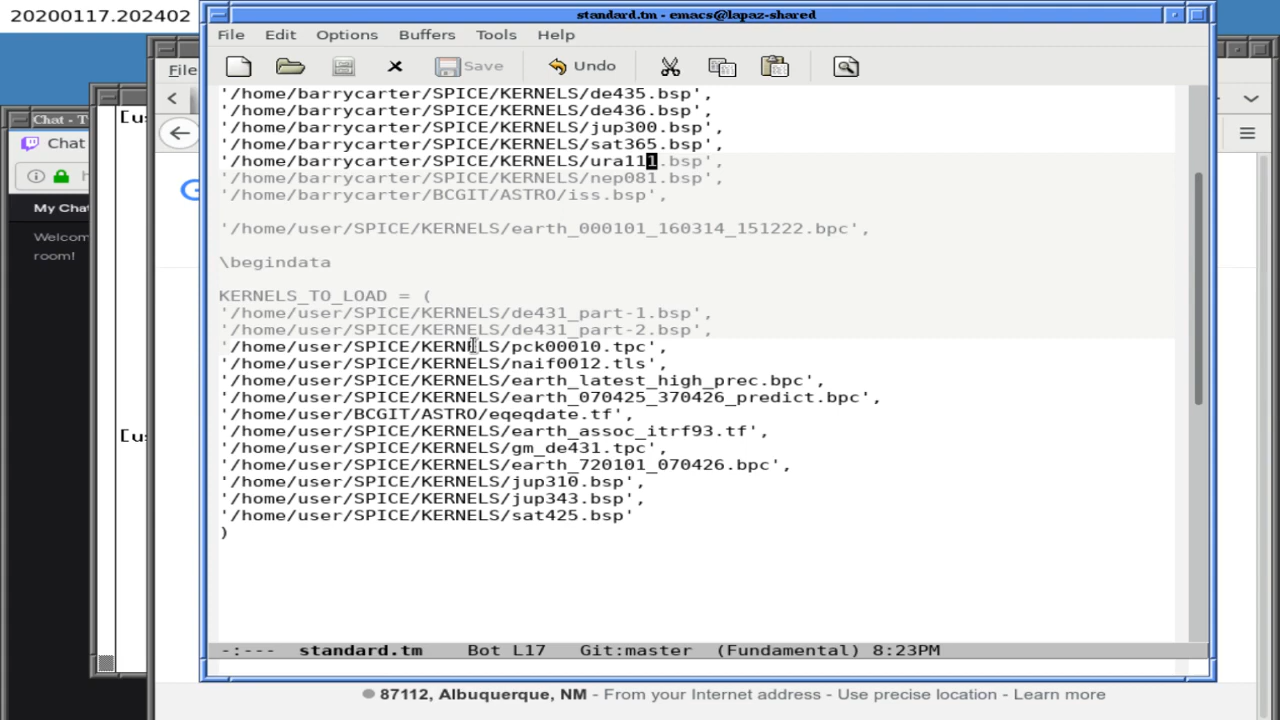 20200117.202402
standard.tm - emacs@lapaz-shared
File Edit Options Buffers Tools Help
Save Undo
'/home/barrycarter/SPICE/KERNELS/de435.bsp',
'/home/barrycarter/SPICE/KERNELS/de436.bsp',
'/home/barrycarter/SPICE/KERNELS/jup300.bsp',
'/home/barrycarter/SPICE/KERNELS/sat365.bsp',
'/home/barrycarter/SPICE/KERNELS/ura111.bsp',
'/home/barrycarter/SPICE/KERNELS/nep081.bsp',
'/home/barrycarter/BCGIT/ASTRO/iss.bsp',
'/home/user/SPICE/KERNELS/earth_000101_160314_151222.bpc',
\begindata
KERNELS_TO_LOAD = (
'/home/user/SPICE/KERNELS/de431_part-1.bsp',
'/home/user/SPICE/KERNELS/de431_part-2.bsp',
'/home/user/SPICE/KERNELS/pck00010.tpc',
'/home/user/SPICE/KERNELS/naif0012.tls',
'/home/user/SPICE/KERNELS/earth_latest_high_prec.bpc',
'/home/user/SPICE/KERNELS/earth_070425_370426_predict.bpc',
'/home/user/BCGIT/ASTRO/eqeqdate.tf',
'/home/user/SPICE/KERNELS/earth_assoc_itrf93.tf',
'/home/user/SPICE/KERNELS/gm_de431.tpc',
'/home/user/SPICE/KERNELS/earth_720101_070426.bpc',
'/home/user/SPICE/KERNELS/jup310.bsp',
'/home/user/SPICE/KERNELS/jup343.bsp',
'/home/user/SPICE/KERNELS/sat425.bsp'
)
-:--- standard.tm Bot L17 Git:master (Fundamental) 8:23PM
87112, Albuquerque, NM - From your Internet address - Use precise location - Learn more
File
[us
[us
Chat - T
Chat
My Chat
Welcom
room!